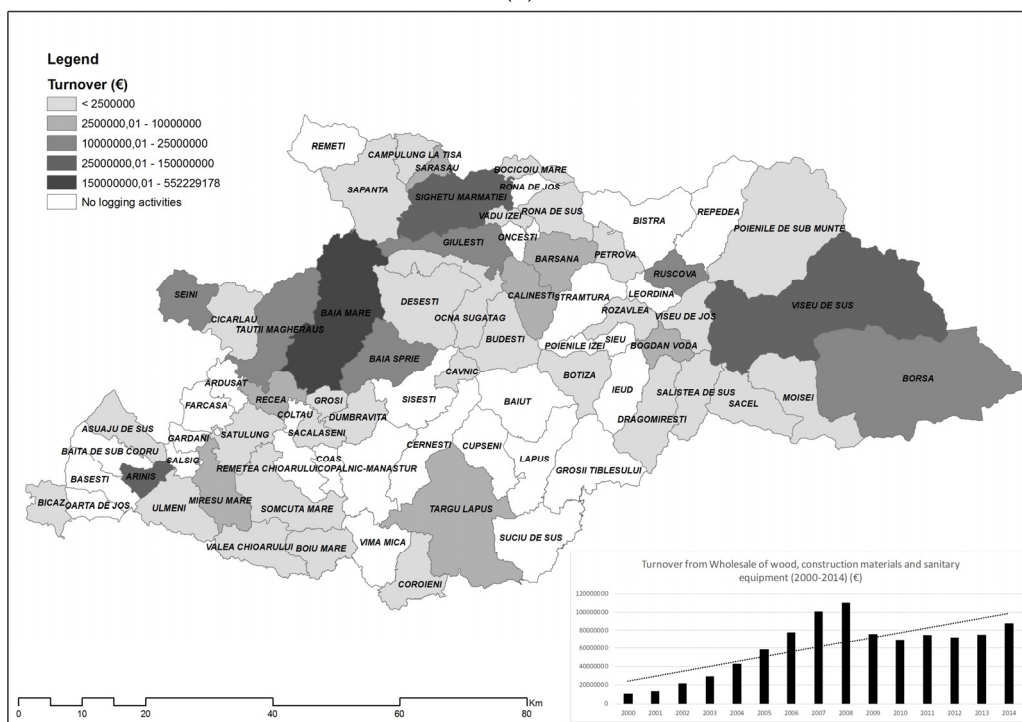 Legend
Turnover (€)
< 2500000
2500000,01 - 10000000
10000000,01 - 25000000
25000000,01 - 150000000
150000000,01 - 552229178
No logging activities
REMETI
CAMPULUNG LA TISA
SARASAU
BOCICOIU MARE
SAPANTA
SIGHETU MARMATIEI
RONA DE JOS
VADU IZEI
RONA DE SUS
BISTRA
REPEDEA
POIENILE DE SUB MUNTE
ONCESTI
GIULESTI
BARSANA
PETROVA
RUSCOVA
SEINI
DESESTI
CALINESTI
STRAMTURA
LEORDINA
CICARLAU
BAIA MARE
OCNA SUGATAG
ROZAVLEA
VISEU DE JOS
VISEU DE SUS
TAUTII MAGHERAUS
BUDESTI
POIENILE IZEI
SIEU
BOGDAN VODA
BAIA SPRIE
CAVNIC
BOTIZA
BORSA
ARDUSAT
RECEA
GROSI
SISESTI
BAIUT
IEUD
SALISTEA DE SUS
MOISEI
FARCASA
COLTAU
DUMBRAVITA
SACEL
ASUAJU DE SUS
GARDANI
SATULUNG
SACALASENI
DRAGOMIRESTI
CERNESTI
CUPSENI
BAITA DE SUB CODRU
SALSIG
COAS
LAPUS
REMETEA CHIOARULUI
COPALNIC-MANASTUR
GROSII TIBLESULUI
BASESTI
ARINIS
BICAZ
OARTA DE JOS
ULMENI
MIRESU MARE
SOMCUTA MARE
TARGU LAPUS
SUCIU DE SUS
VIMA MICA
VALEA CHIOARULUI
BOIU MARE
COROIENI
Turnover from Wholesale of wood, construction materials and sanitary
equipment (2000-2014) (€)
120000000
100000000
80000000
60000000
40000000
20000000
0
2000 2001 2002 2003 2004 2005 2006 2007 2008 2009 2010 2011 2012 2013 2014
0 10 20 40 60 80 Km